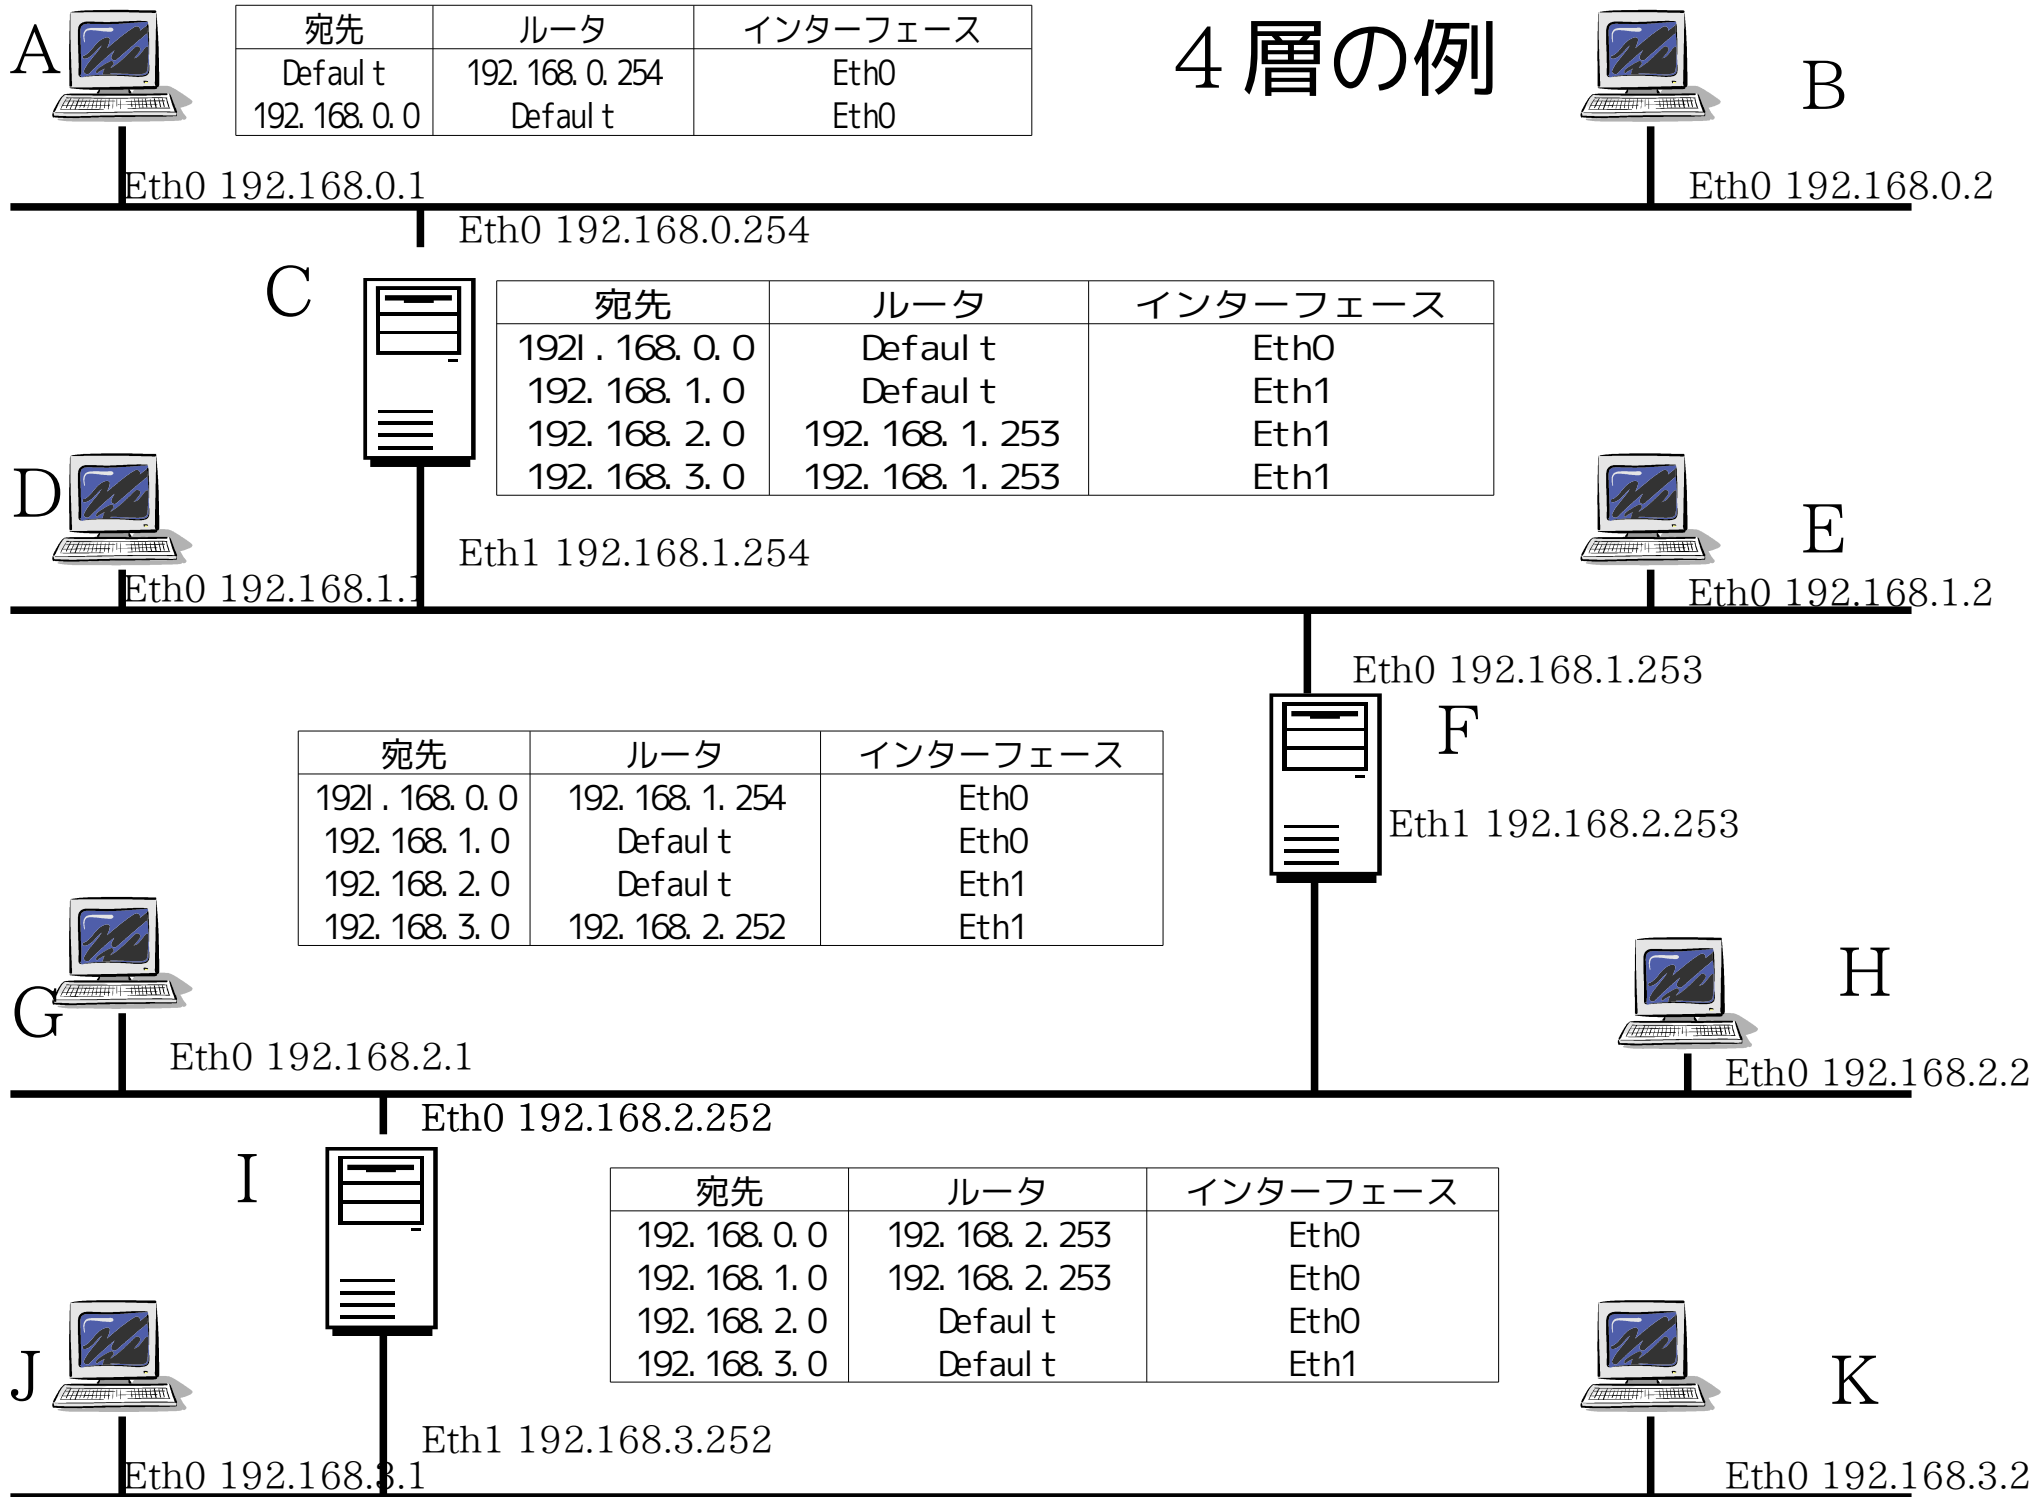 A
宛先 ルータ インターフェース
Default 192.168.0.254 Eth0
192.168.0.0 Default Eth0
4層の例
B
Eth0 192.168.0.1
Eth0 192.168.0.2
Eth0 192.168.0.254
C
宛先 ルータ インターフェース
192l.168.0.0 Default Eth0
192.168.1.0 Default Eth1
192.168.2.0 192.168.1.253 Eth1
192.168.3.0 192.168.1.253 Eth1
D
E
Eth1 192.168.1.254
Eth0 192.168.1.1
Eth0 192.168.1.2
Eth0 192.168.1.253
F
宛先 ルータ インターフェース
192l.168.0.0 192.168.1.254 Eth0
192.168.1.0 Default Eth0
192.168.2.0 Default Eth1
192.168.3.0 192.168.2.252 Eth1
Eth1 192.168.2.253
G
H
Eth0 192.168.2.1
Eth0 192.168.2.2
Eth0 192.168.2.252
I
宛先 ルータ インターフェース
192.168.0.0 192.168.2.253 Eth0
192.168.1.0 192.168.2.253 Eth0
192.168.2.0 Default Eth0
192.168.3.0 Default Eth1
J
K
Eth1 192.168.3.252
Eth0 192.168.3.1
Eth0 192.168.3.2